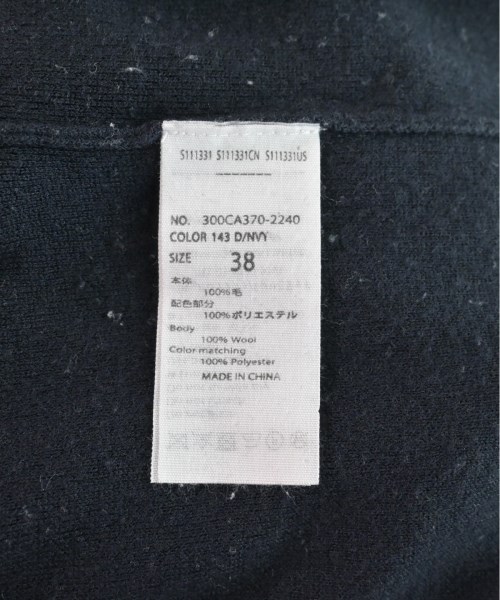 S111331 S111331CN S111331US
NO. 300CA370-2240
COLOR 143 D/NVY
SIZE 38
本体
100%毛
配色部分
100%ポリエステル
Body
100% Wool
Color matching
100% Polyester
MADE IN CHINA